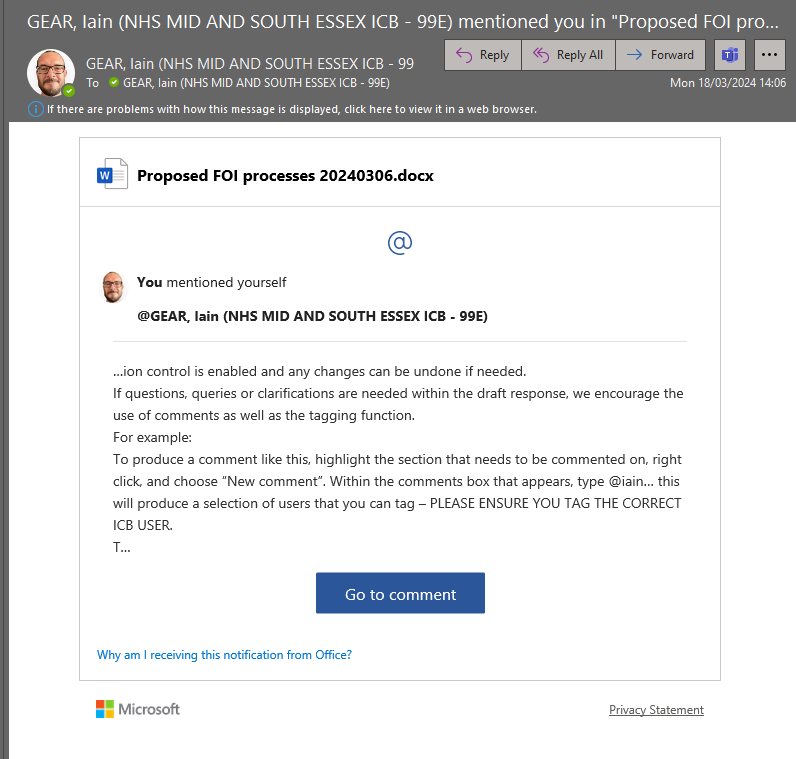 GEAR, Iain (NHS MID AND SOUTH ESSEX ICB - 99E) mentioned you in "Proposed FOI pro...
GEAR, Iain (NHS MID AND SOUTH ESSEX ICB - 99
Reply
Reply All
Forward
To GEAR, Iain (NHS MID AND SOUTH ESSEX ICB - 99E)
Mon 18/03/2024 14:06
If there are problems with how this message is displayed, click here to view it in a web browser.
Proposed FOI processes 20240306.docx
@
You mentioned yourself
@GEAR, Iain (NHS MID AND SOUTH ESSEX ICB - 99E)
...ion control is enabled and any changes can be undone if needed.
If questions, queries or clarifications are needed within the draft response, we encourage the
use of comments as well as the tagging function.
For example:
To produce a comment like this, highlight the section that needs to be commented on, right
click, and choose “New comment”. Within the comments box that appears, type @iain... this
will produce a selection of users that you can tag – PLEASE ENSURE YOU TAG THE CORRECT
ICB USER.
T...
Go to comment
Why am I receiving this notification from Office?
Microsoft
Privacy Statement